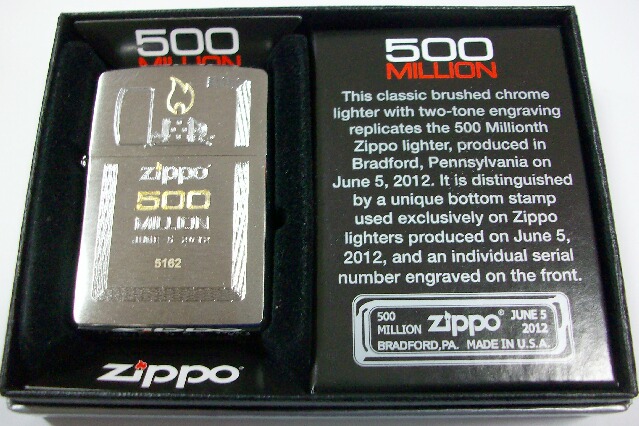 500
MILLION
zippo
500
MILLION
JUNE 5 2012
5162
Zippo
500
MILLION
This classic brushed chrome
lighter with two-tone engraving
replicates the 500 Millionth
Zippo lighter, produced in
Bradford, Pennsylvania on
June 5, 2012. It is distinguished
by a unique bottom stamp
used exclusively on Zippo
lighters produced on June 5,
2012, and an individual serial
number engraved on the front.
500 MILLION Zippo® JUNE 5 2012
BRADFORD,PA. MADE IN U.S.A.